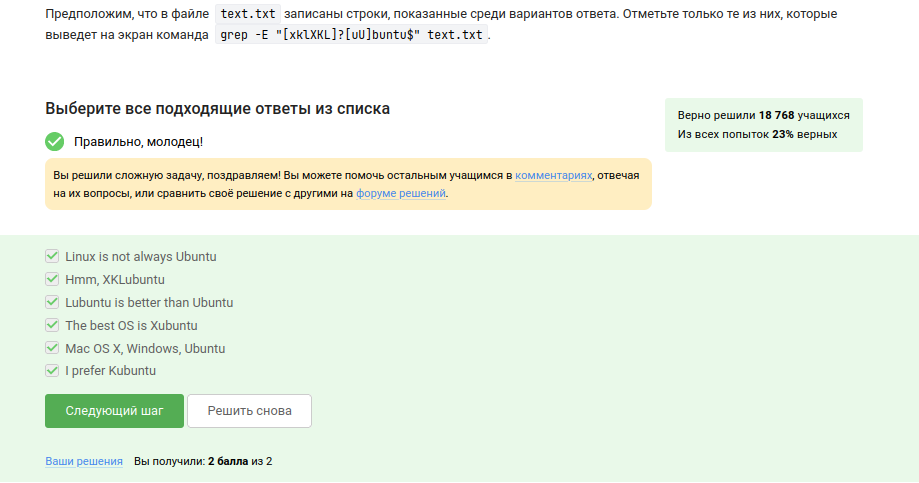 Предположим, что в файле text.txt записаны строки, показанные среди вариантов ответа. Отметьте только те из них, которые
выведет на экран команда grep -E "[xklXKL]?[uU]buntu$" text.txt.
Выберите все подходящие ответы из списка
Верно решили 18 768 учащихся
Из всех попыток 23% верных
Правильно, молодец!
Вы решили сложную задачу, поздравляем! Вы можете помочь остальным учащимся в комментариях, отвечая
на их вопросы, или сравнить своё решение с другими на форуме решений.
Linux is not always Ubuntu
Hmm, XKLubuntu
Lubuntu is better than Ubuntu
The best OS is Xubuntu
Mac OS X, Windows, Ubuntu
I prefer Kubuntu
Следующий шаг Решить снова
Ваши решения Вы получили: 2 балла из 2